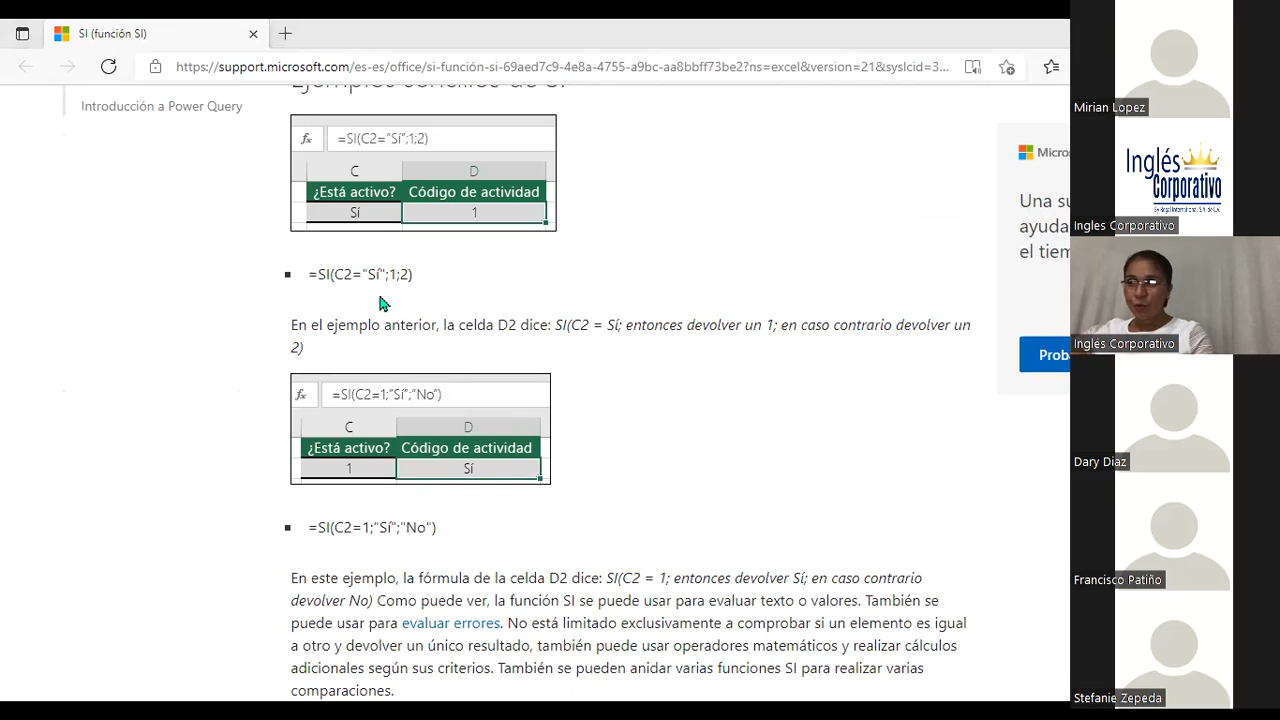 SI (función SI)
https://support.microsoft.com/es-es/office/si-función-si-69aed7c9-4e8a-4755-a9bc-aa8bbff73be2?ns=excel&version=21&syslcid=3...
Introducción a Power Query
Ejemplos sencillos de SI
fx =SI(C2="Sí";1;2)
C D
¿Está activo? Código de actividad
Sí 1
=SI(C2="Sí";1;2)
En el ejemplo anterior, la celda D2 dice: SI(C2 = Sí; entonces devolver un 1; en caso contrario devolver un
2)
fx =SI(C2=1;"Sí";"No")
C D
¿Está activo? Código de actividad
1 Sí
=SI(C2=1;"Sí";"No")
En este ejemplo, la fórmula de la celda D2 dice: SI(C2 = 1; entonces devolver Sí; en caso contrario
devolver No) Como puede ver, la función SI se puede usar para evaluar texto o valores. También se
puede usar para evaluar errores. No está limitado exclusivamente a comprobar si un elemento es igual
a otro y devolver un único resultado, también puede usar operadores matemáticos y realizar cálculos
adicionales según sus criterios. También se pueden anidar varias funciones SI para realizar varias
comparaciones.
Micros
Una su
ayuda
el tiem
Prob
Mirian Lopez
Inglés
Corporativo
By Regal International, S.A. de C.V.
Ingles Corporativo
Inglés Corporativo
Dary Diaz
Francisco Patiño
Stefanie Zepeda